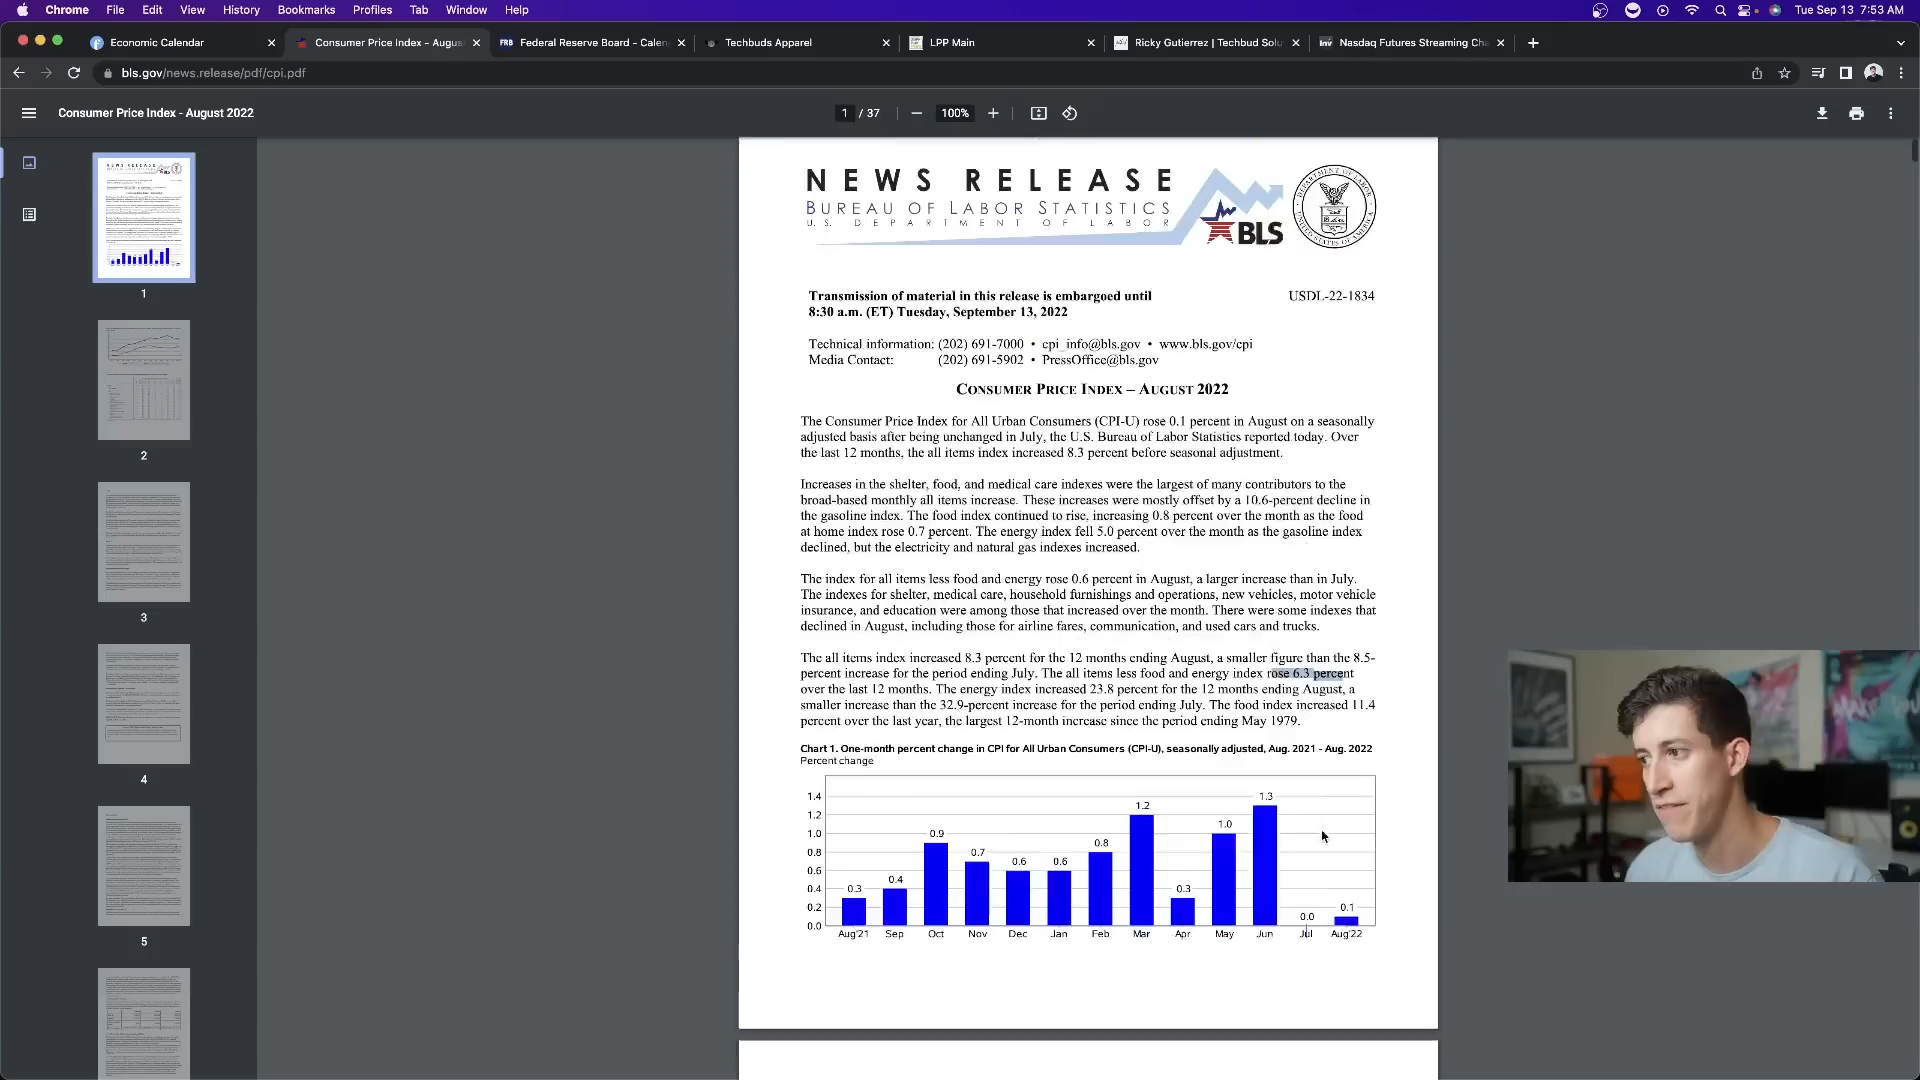 Chrome File Edit View History Bookmarks Profiles Tab Window Help Tue Sep 13 7:53 AM
Economic Calendar Consumer Price Index - Augus FRB Federal Reserve Board - Calen Techbuds Apparel LPP Main Ricky Gutierrez | Techbud Solu Inv Nasdaq Futures Streaming Cha
bls.gov/news.release/pdf/cpi.pdf
Consumer Price Index - August 2022 1 / 37 100%
1
2
3
4
5
NEWS RELEASE
BUREAU OF LABOR STATISTICS
U.S. DEPARTMENT OF LABOR
BLS
DEPARTMENT OF LABOR
UNITED STATES OF AMERICA
Transmission of material in this release is embargoed until USDL-22-1834
8:30 a.m. (ET) Tuesday, September 13, 2022
Technical information: (202) 691-7000 • cpi_info@bls.gov • www.bls.gov/cpi
Media Contact: (202) 691-5902 • PressOffice@bls.gov
CONSUMER PRICE INDEX – AUGUST 2022
The Consumer Price Index for All Urban Consumers (CPI-U) rose 0.1 percent in August on a seasonally
adjusted basis after being unchanged in July, the U.S. Bureau of Labor Statistics reported today. Over
the last 12 months, the all items index increased 8.3 percent before seasonal adjustment.
Increases in the shelter, food, and medical care indexes were the largest of many contributors to the
broad-based monthly all items increase. These increases were mostly offset by a 10.6-percent decline in
the gasoline index. The food index continued to rise, increasing 0.8 percent over the month as the food
at home index rose 0.7 percent. The energy index fell 5.0 percent over the month as the gasoline index
declined, but the electricity and natural gas indexes increased.
The index for all items less food and energy rose 0.6 percent in August, a larger increase than in July.
The indexes for shelter, medical care, household furnishings and operations, new vehicles, motor vehicle
insurance, and education were among those that increased over the month. There were some indexes that
declined in August, including those for airline fares, communication, and used cars and trucks.
The all items index increased 8.3 percent for the 12 months ending August, a smaller figure than the 8.5-
percent increase for the period ending July. The all items less food and energy index rose 6.3 percent
over the last 12 months. The energy index increased 23.8 percent for the 12 months ending August, a
smaller increase than the 32.9-percent increase for the period ending July. The food index increased 11.4
percent over the last year, the largest 12-month increase since the period ending May 1979.
Chart 1. One-month percent change in CPI for All Urban Consumers (CPI-U), seasonally adjusted, Aug. 2021 - Aug. 2022
Percent change
1.4
1.2
1.0
0.8
0.6
0.4
0.2
0.0
0.3 0.4 0.9 0.7 0.6 0.6 0.8 1.2 0.3 1.0 1.3 0.0 0.1
Aug'21 Sep Oct Nov Dec Jan Feb Mar Apr May Jun Jul Aug'22